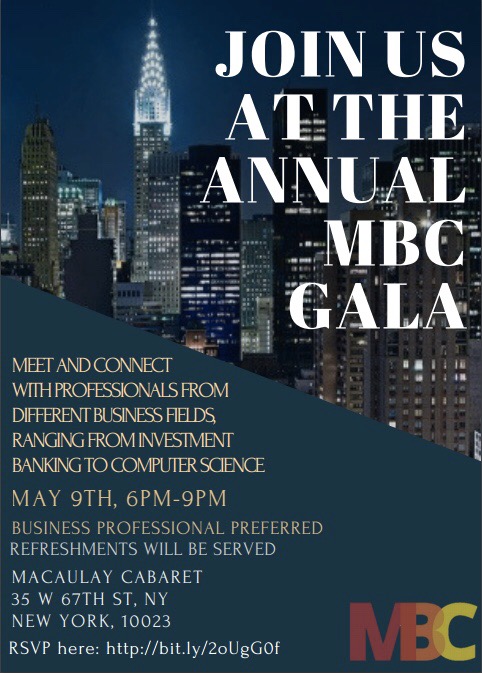 JOIN US
AT THE
ANNUAL
MBC
GALA
MEET AND CONNECT
WITH PROFESSIONALS FROM
DIFFERENT BUSINESS FIELDS,
RANGING FROM INVESTMENT
BANKING TO COMPUTER SCIENCE
MAY 9TH, 6PM-9PM
BUSINESS PROFESSIONAL PREFERRED
REFRESHMENTS WILL BE SERVED
MACAULAY CABARET
35 W 67TH ST, NY
NEW YORK, 10023
RSVP here: http://bit.ly/2oUgG0f
MBC